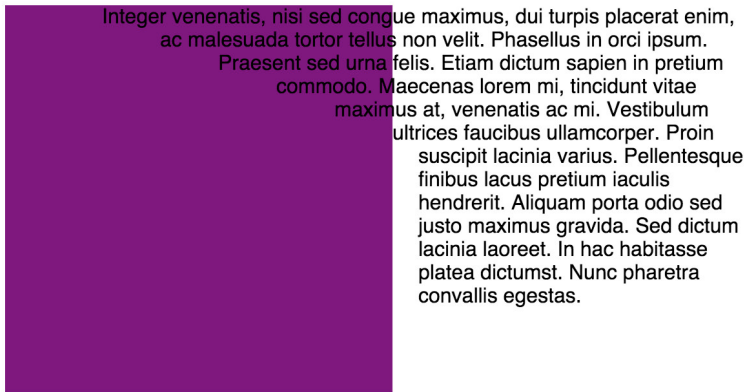 Integer venenatis, nisi sed congue maximus, dui turpis placerat enim,
ac malesuada tortor tellus non velit. Phasellus in orci ipsum.
Praesent sed urna felis. Etiam dictum sapien in pretium
commodo. Maecenas lorem mi, tincidunt vitae
maximus at, venenatis ac mi. Vestibulum
ultrices faucibus ullamcorper. Proin
suscipit lacinia varius. Pellentesque
finibus lacus pretium iaculis
hendrerit. Aliquam porta odio sed
justo maximus gravida. Sed dictum
lacinia laoreet. In hac habitasse
platea dictumst. Nunc pharetra
convallis egestas.